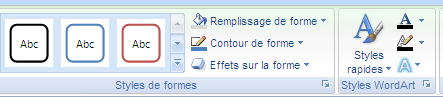 Abc
Abc
Abc
Remplissage de forme
Contour de forme
Effets sur la forme
Styles de formes
A
Styles
rapides
A
A
A
Styles WordArt